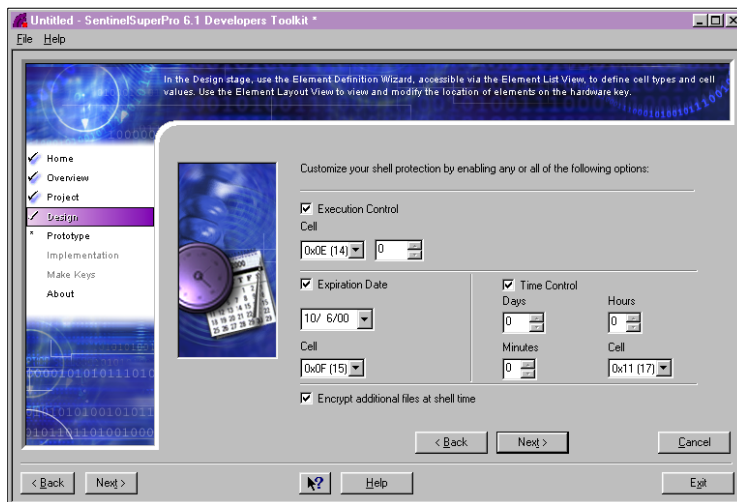 Untitled - SentinelSuperPro 6.1 Developers Toolkit *
File Help
In the Design stage, use the Element Definition Wizard, accessible via the Element List View, to define cell types and cell
values. Use the Element Layout View to view and modify the location of elements on the hardware key.
Home
Overview
Project
Design
* Prototype
Implementation
Make Keys
About
Customize your shell protection by enabling any or all of the following options:
Execution Control
Cell
0x0E (14) 0
Expiration Date
10/ 6/00
Cell
0x0F (15)
Time Control
Days Hours
0 0
Minutes Cell
0 0x11 (17)
Encrypt additional files at shell time
< Back Next > Cancel
< Back Next > Help Exit